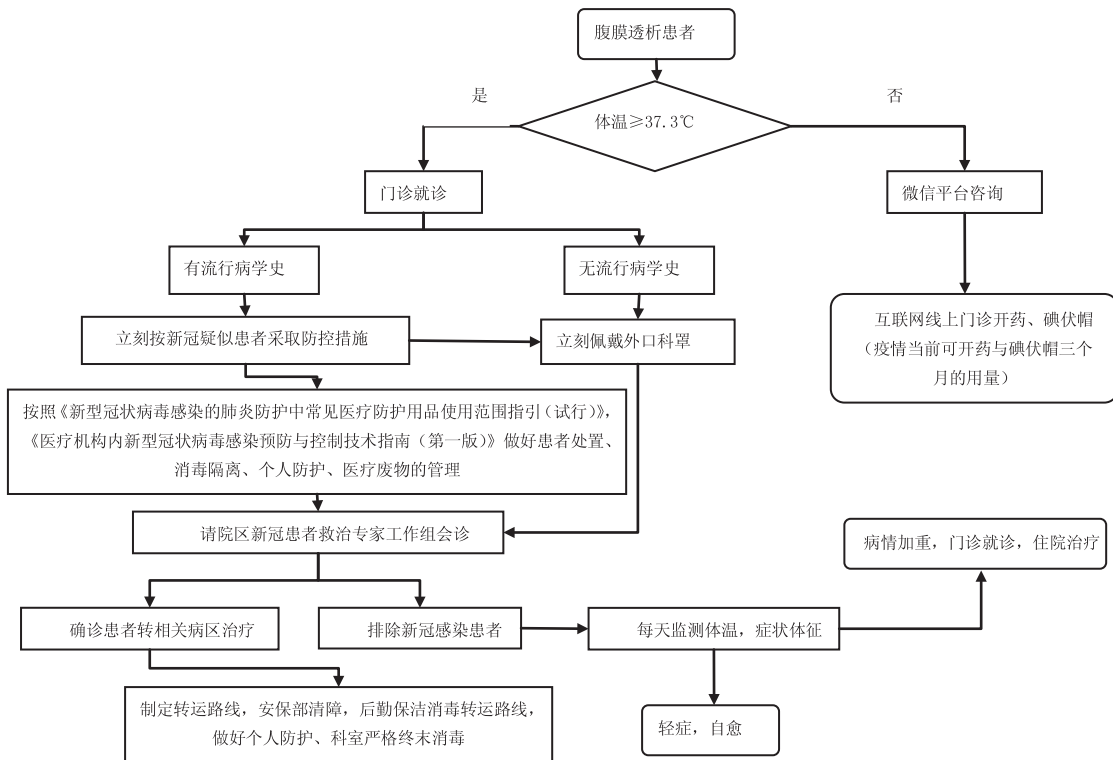 腹膜透析患者
是
否
体温≥37.3℃
门诊就诊
微信平台咨询
有流行病学史
无流行病学史
立刻按新冠疑似患者采取防控措施
立刻佩戴外口科罩
互联网线上门诊开药、碘伏帽
（疫情当前可开药与碘伏帽三个
月的用量）
按照《新型冠状病毒感染的肺炎防护中常见医疗防护用品使用范围指引（试行）》，
《医疗机构内新型冠状病毒感染预防与控制技术指南（第一版）》做好患者处置、
消毒隔离、个人防护、医疗废物的管理
请院区新冠患者救治专家工作组会诊
病情加重，门诊就诊，住院治疗
确诊患者转相关病区治疗
排除新冠感染患者
每天监测体温，症状体征
制定转运路线，安保部清障，后勤保洁消毒转运路线，
做好个人防护、科室严格终末消毒
轻症，自愈